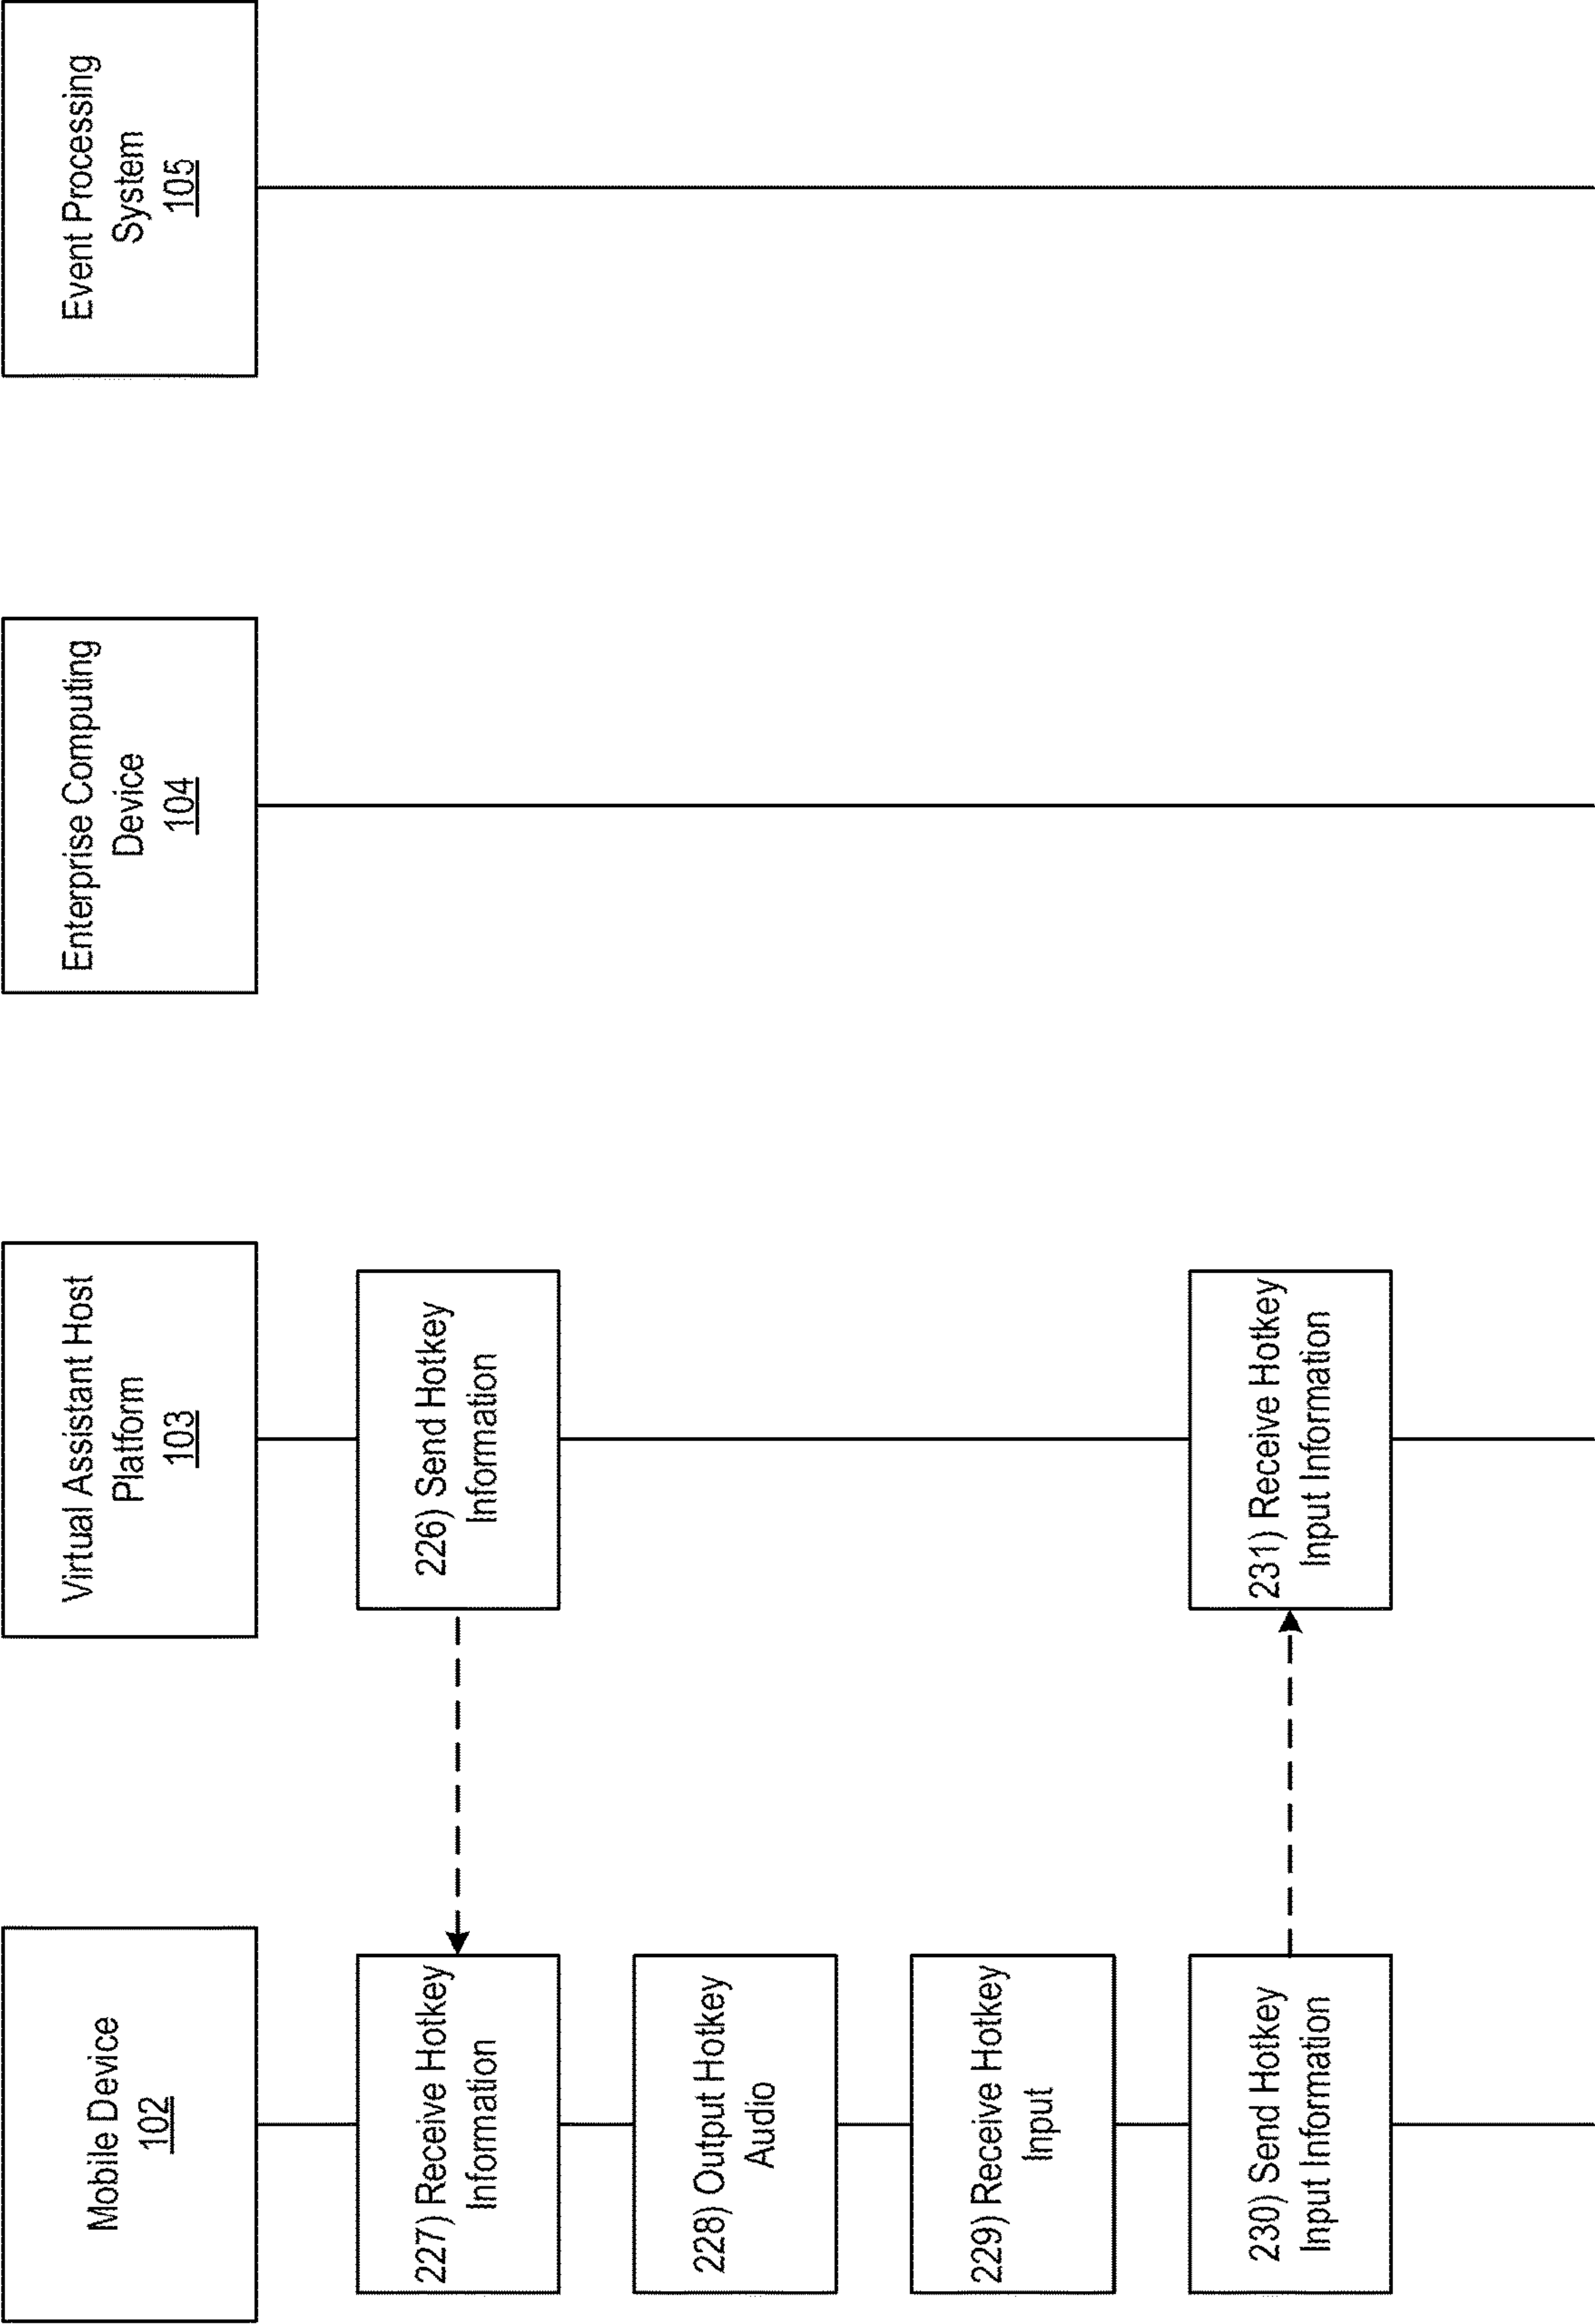 Mobile Device
102
Virtual Assistant Host
Platform
103
Enterprise Computing
Device
104
Event Processing
System
105
226) Send Hotkey
Information
227) Receive Hotkey
Information
228) Output Hotkey
Audio
229) Receive Hotkey
Input
230) Send Hotkey
Input Information
231) Receive Hotkey
Input Information